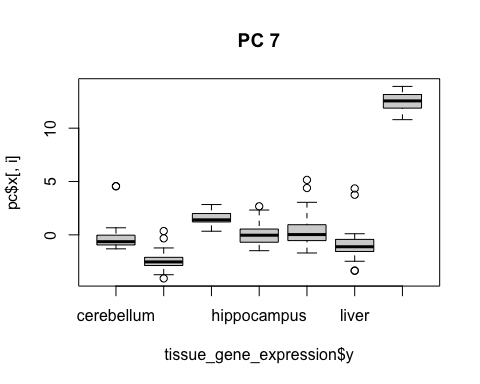 PC 7
pc$x[, i]
10
5
0
cerebellum hippocampus liver
tissue_gene_expression$y